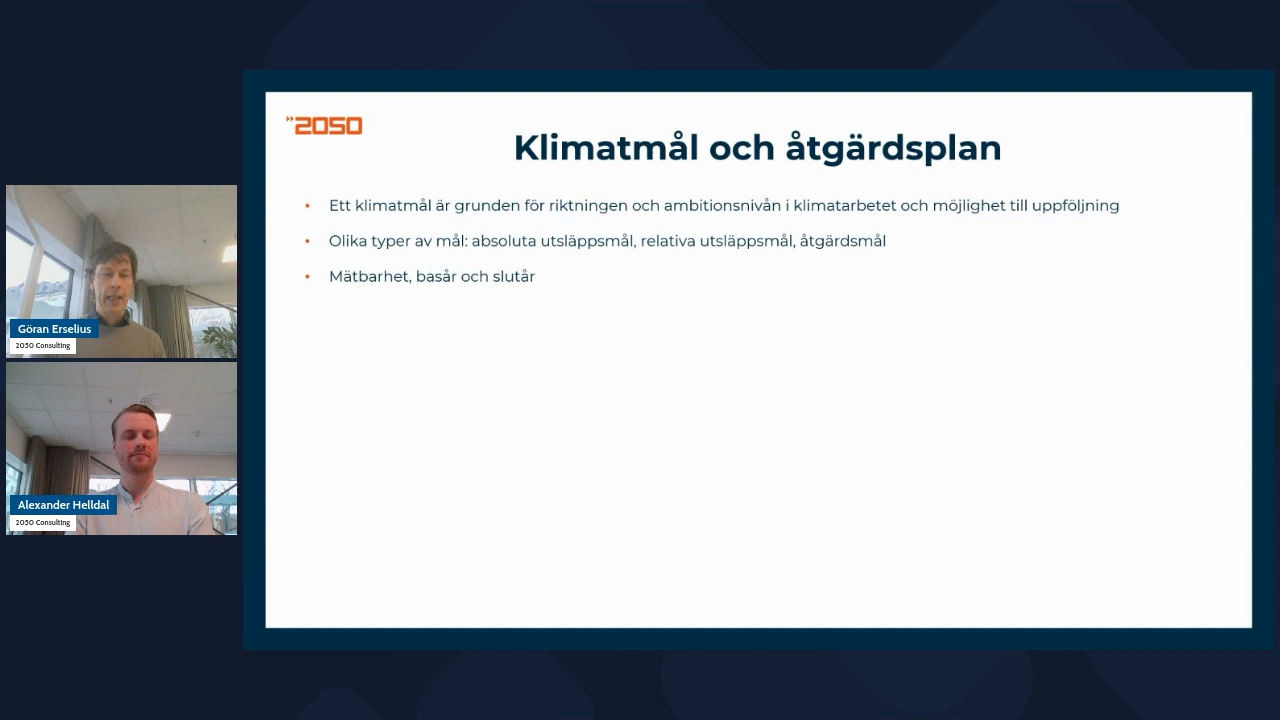 »2050
Klimatmål och åtgärdsplan
• Ett klimatmål är grunden för riktningen och ambitionsnivån i klimatarbetet och möjlighet till uppföljning
• Olika typer av mål: absoluta utsläppsmål, relativa utsläppsmål, åtgärdsmål
• Mätbarhet, basår och slutår
Göran Erselius
2050 Consulting
Alexander Helldal
2050 Consulting